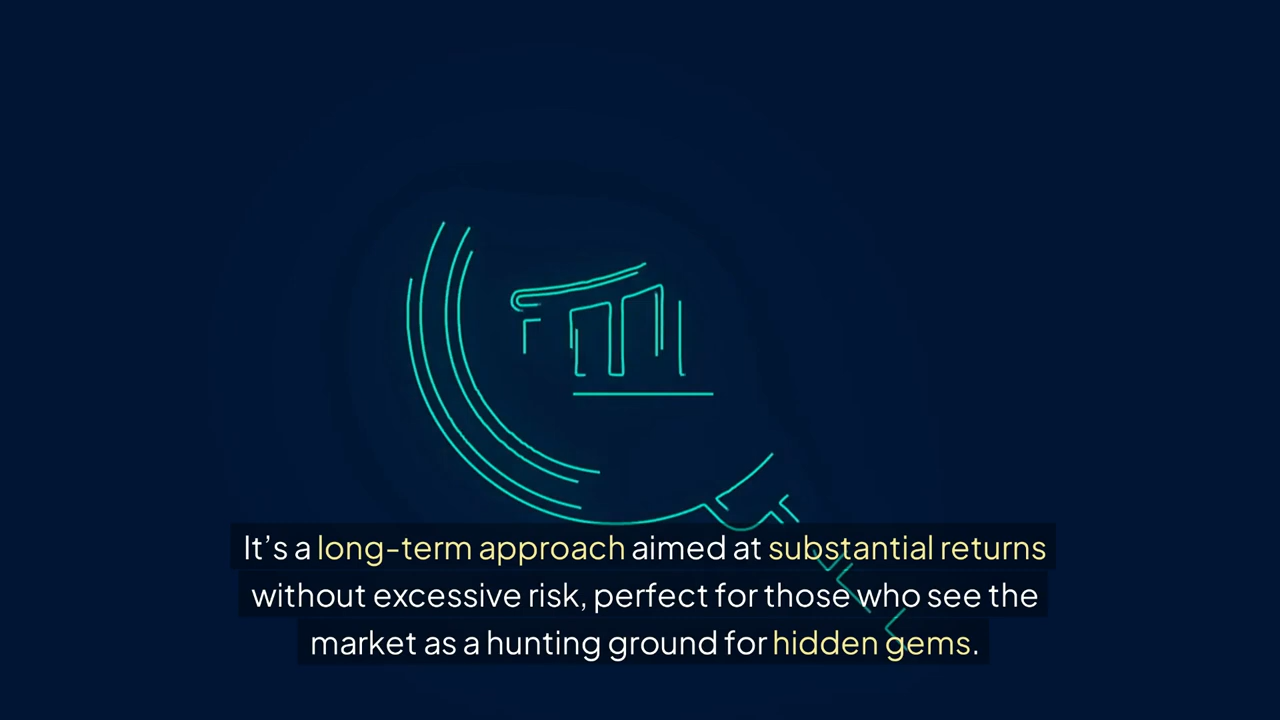 It’s a long-term approach aimed at substantial returns
without excessive risk, perfect for those who see the
market as a hunting ground for hidden gems.